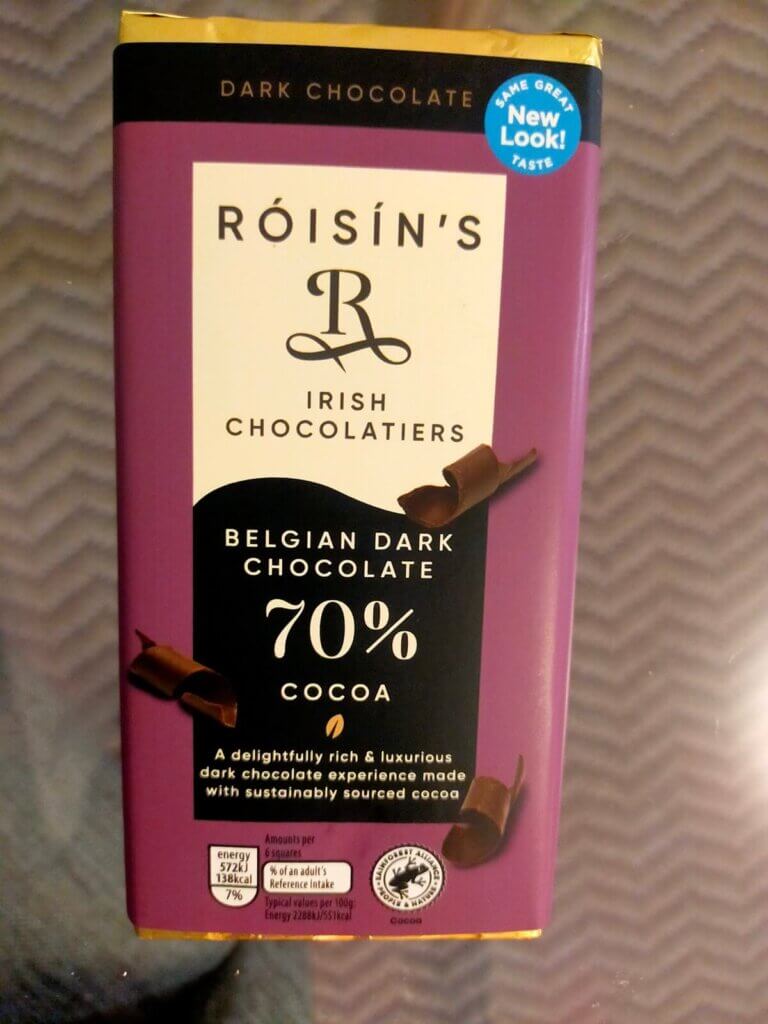 DARK CHOCOLATE
SAME GREAT
New
Look!
TASTE
RÓISÍN'S
R
IRISH
CHOCOLATIERS
BELGIAN DARK
CHOCOLATE
70%
COCOA
A delightfully rich & luxurious
dark chocolate experience made
with sustainably sourced cocoa
Amounts per
6 squares
energy
572kJ
138kcal
7%
% of an adult's
Reference Intake
Typical values per 100g:
Energy 2288kJ/551kcal
RAINFOREST ALLIANCE
PEOPLE & NATURE
Cocoa